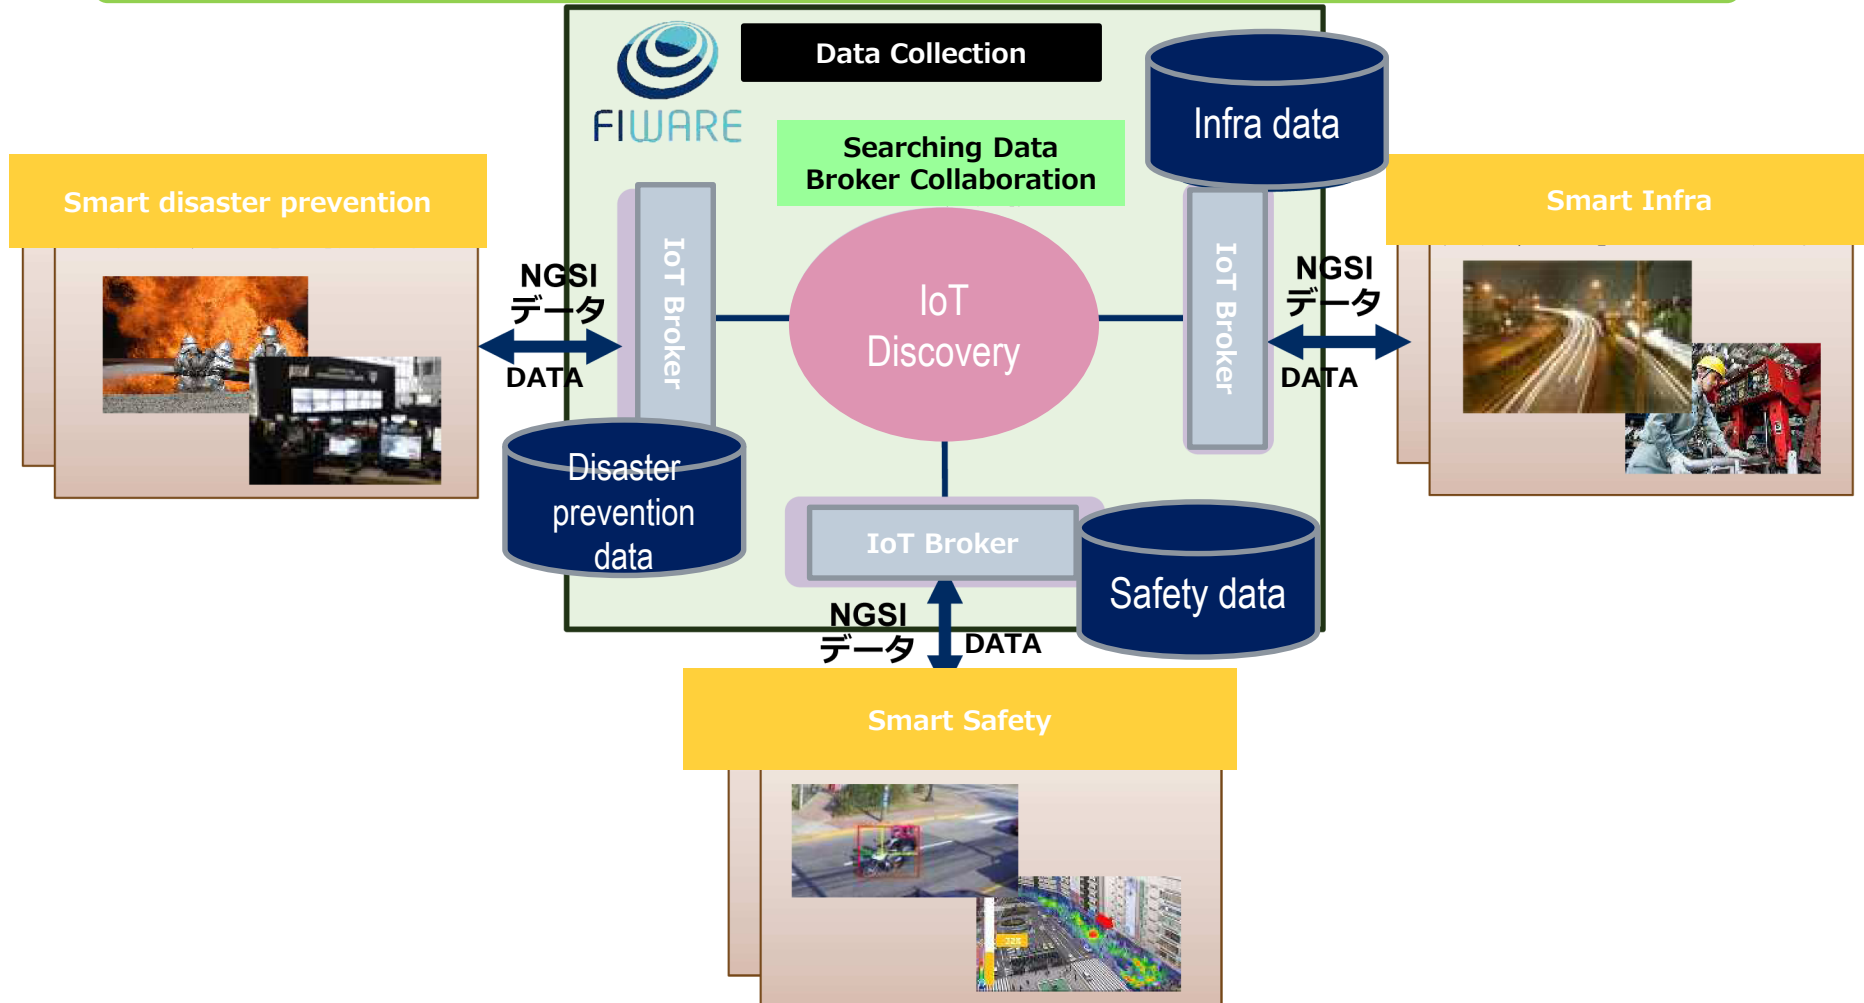 Data Collection
FIWARE
Infra data
Searching Data
Broker Collaboration
Smart disaster prevention
Smart Infra
IoT Broker
IoT
Discovery
IoT Broker
NGSI
データ
DATA
NGSI
データ
DATA
Disaster
prevention
data
IoT Broker
Safety data
NGSI
データ
DATA
Smart Safety